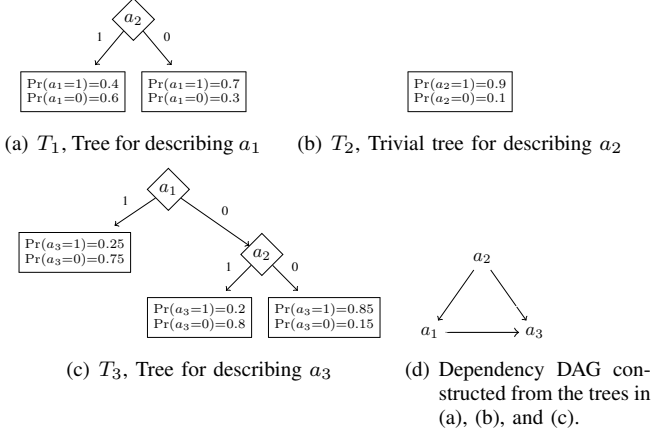 a₂
1 0
Pr(a₁=1)=0.4 Pr(a₁=1)=0.7 Pr(a₂=1)=0.9
Pr(a₁=0)=0.6 Pr(a₁=0)=0.3 Pr(a₂=0)=0.1
(a) T₁, Tree for describing a₁ (b) T₂, Trivial tree for describing a₂
a₁
1 0
Pr(a₃=1)=0.25
Pr(a₃=0)=0.75
a₂
1 0
Pr(a₃=1)=0.2 Pr(a₃=1)=0.85
Pr(a₃=0)=0.8 Pr(a₃=0)=0.15
(c) T₃, Tree for describing a₃
a₂
a₁ a₃
(d) Dependency DAG con-
structed from the trees in
(a), (b), and (c).